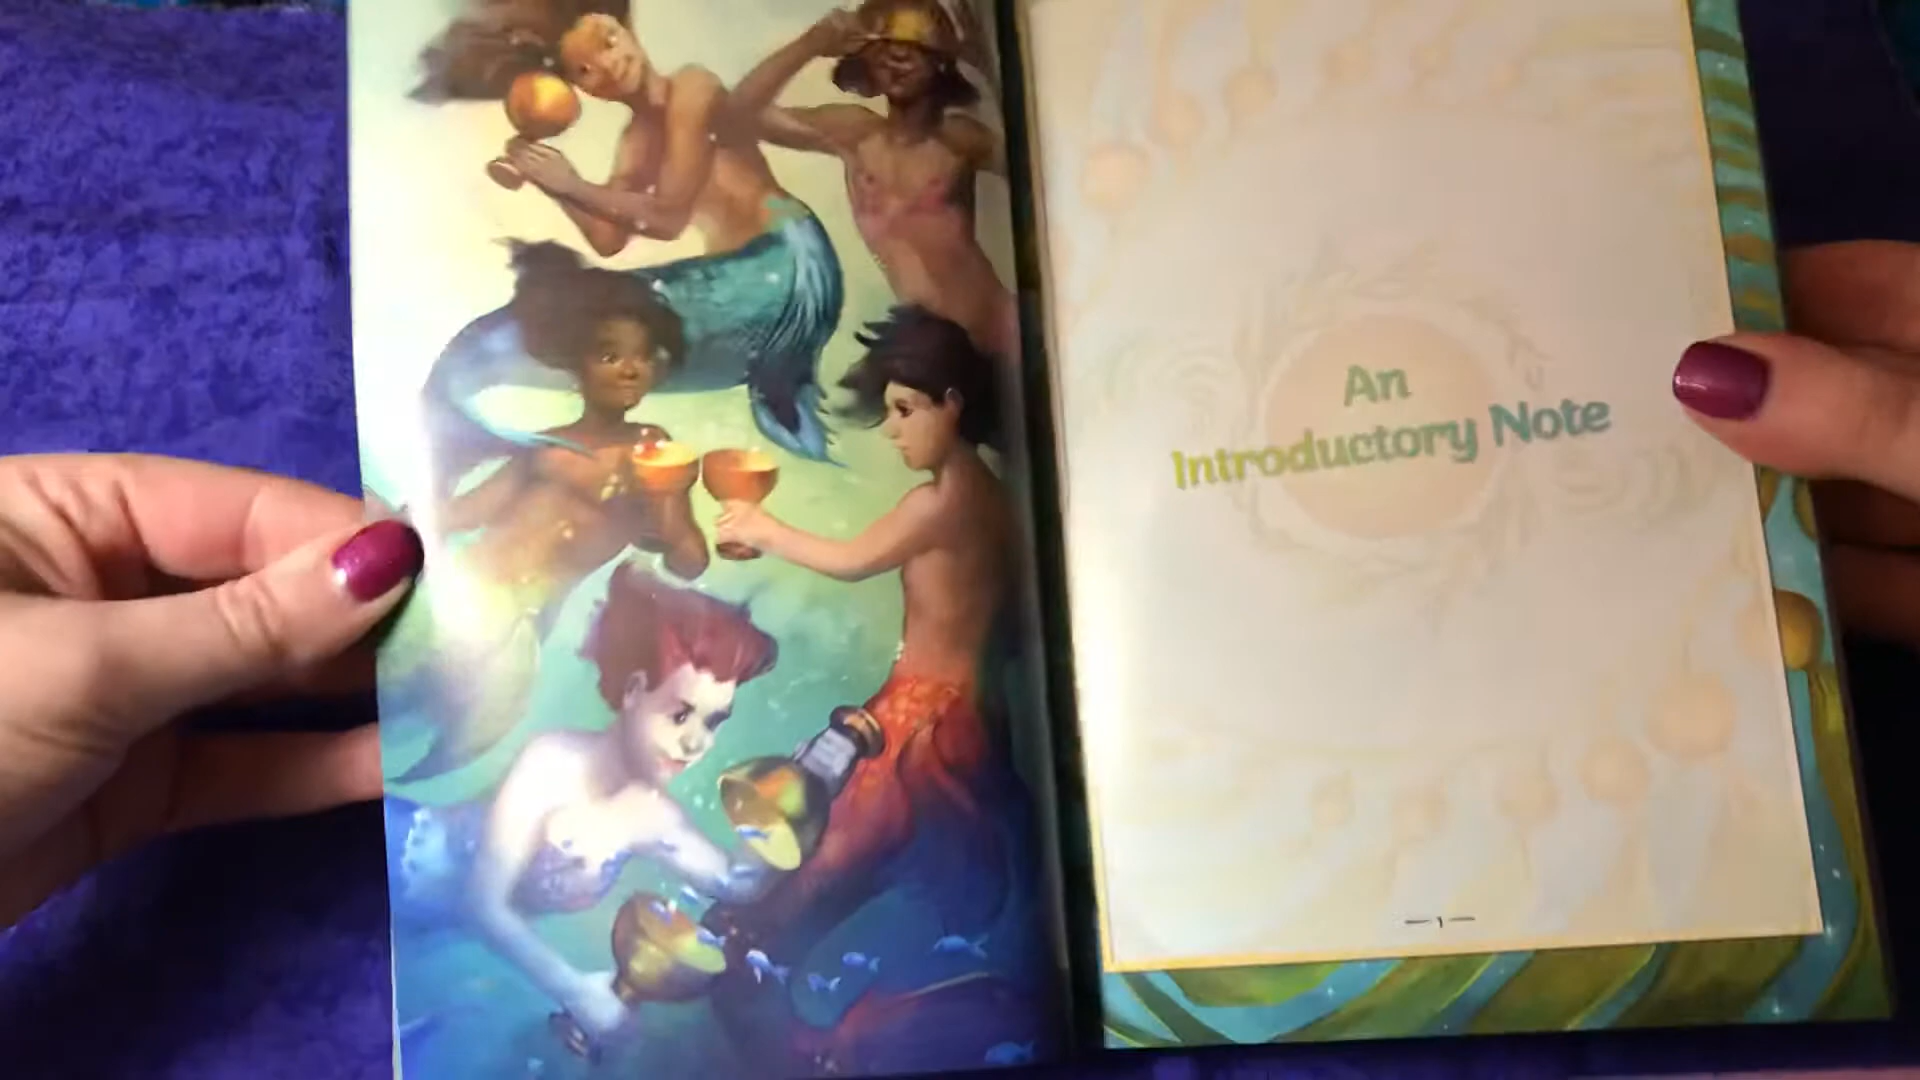 An
Introductory Note
— 1 —